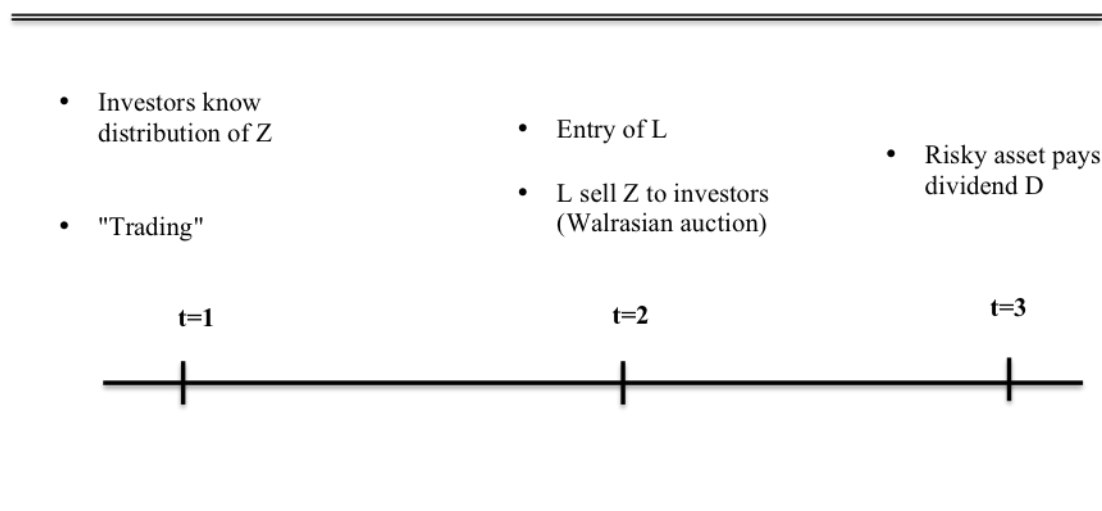 • Investors know
distribution of Z
• "Trading"
• Entry of L
• L sell Z to investors
(Walrasian auction)
• Risky asset pays
dividend D
t=1
t=2
t=3